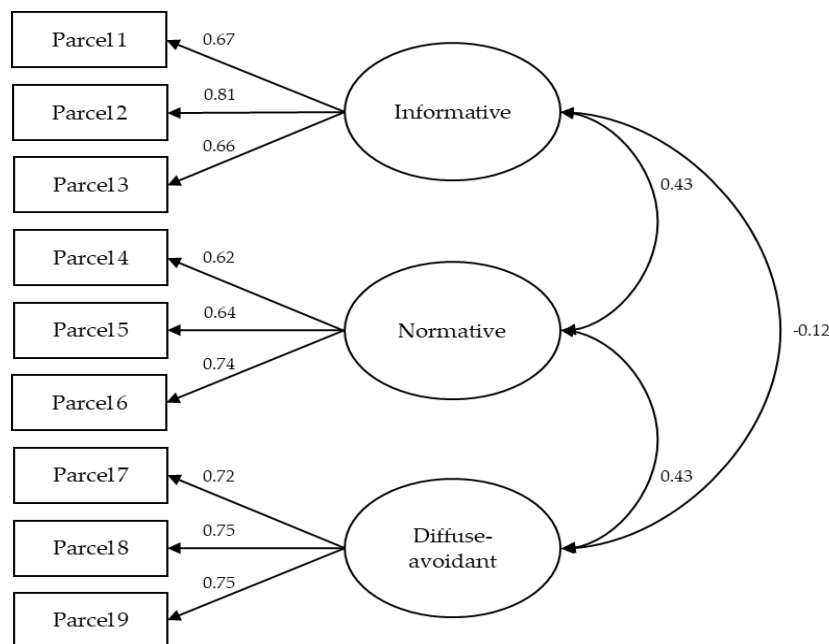 Parcel1
0.67
Parcel2
0.81
Informative
Parcel3
0.66
0.43
Parcel4
0.62
Parcel5
0.64
Normative
-0.12
Parcel6
0.74
Parcel7
0.72
0.43
Parcel8
0.75
Diffuse-
avoidant
Parcel9
0.75